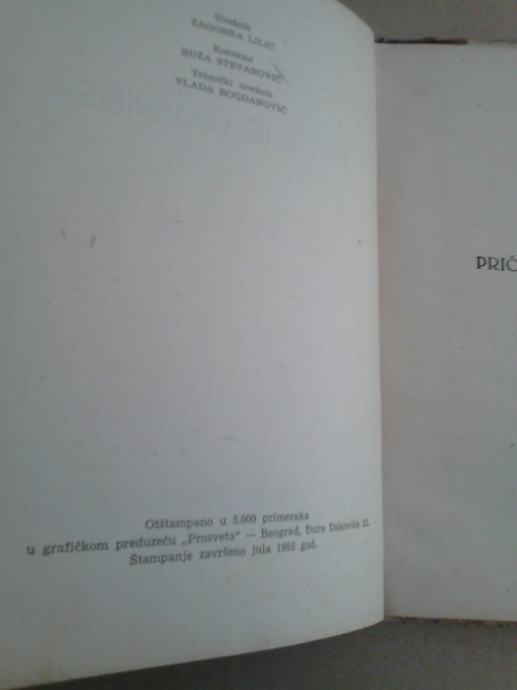 Urednik
ZAGORKA LILIĆ
Korektor
RUŽA STEVANOVIĆ
Tehnički urednik
VLADA BOGDANOVIĆ
Otštampano u 5.000 primeraka
u grafičkom preduzeću „Prosveta“ — Beograd, Đure Đakovića 21.
Štampanje završeno jula 1955 god.
PRIČ